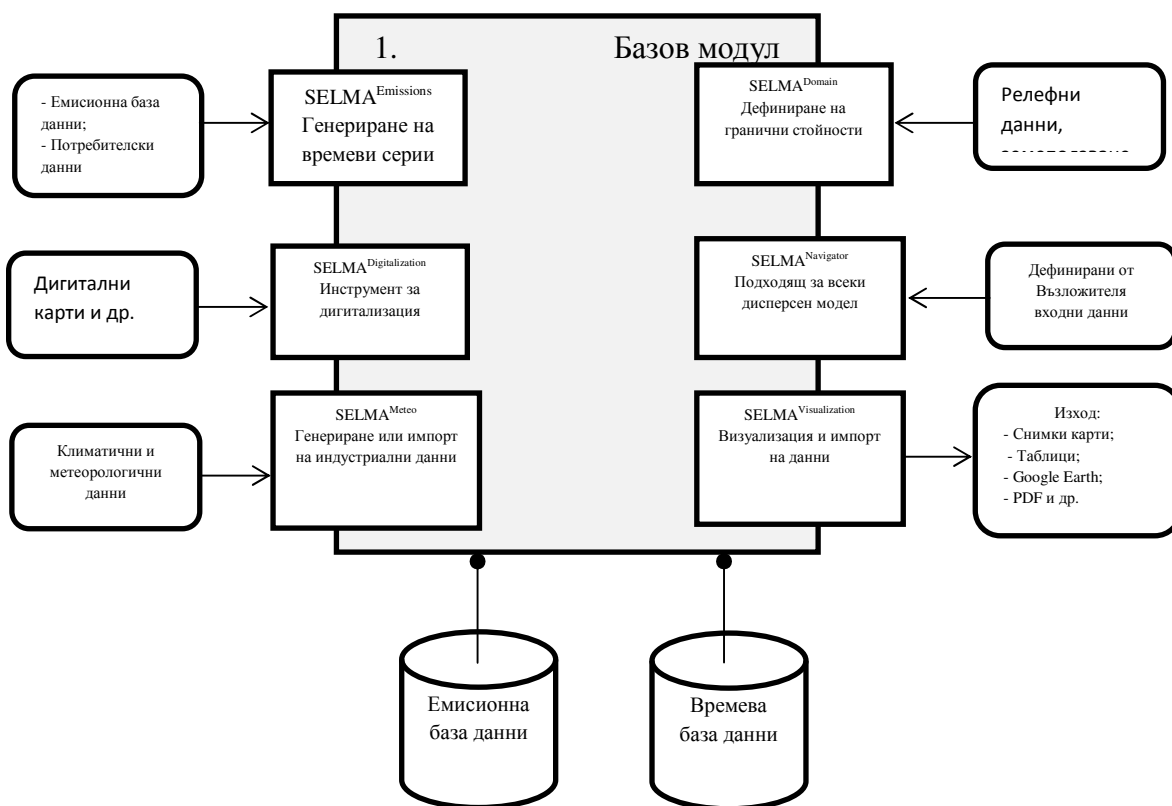 1. Базов модул
- Емисионна база
данни;
- Потребителски
данни
SELMA^Emissions
Генериране на
времеви серии
SELMA^Domain
Дефиниране на
гранични стойности
Релефни
данни,
Дигитални
карти и др.
SELMA^Digitalization
Инструмент за
дигитализация
SELMA^Navigator
Подходящ за всеки
дисперсен модел
Дефинирани от
Възложителя
входни данни
Климатични и
метеорологични
данни
SELMA^Meteo
Генериране или импорт
на индустриални данни
SELMA^Visualization
Визуализация и импорт
на данни
Изход:
- Снимки карти;
- Таблици;
- Google Earth;
- PDF и др.
Емисионна
база данни
Времева
база данни